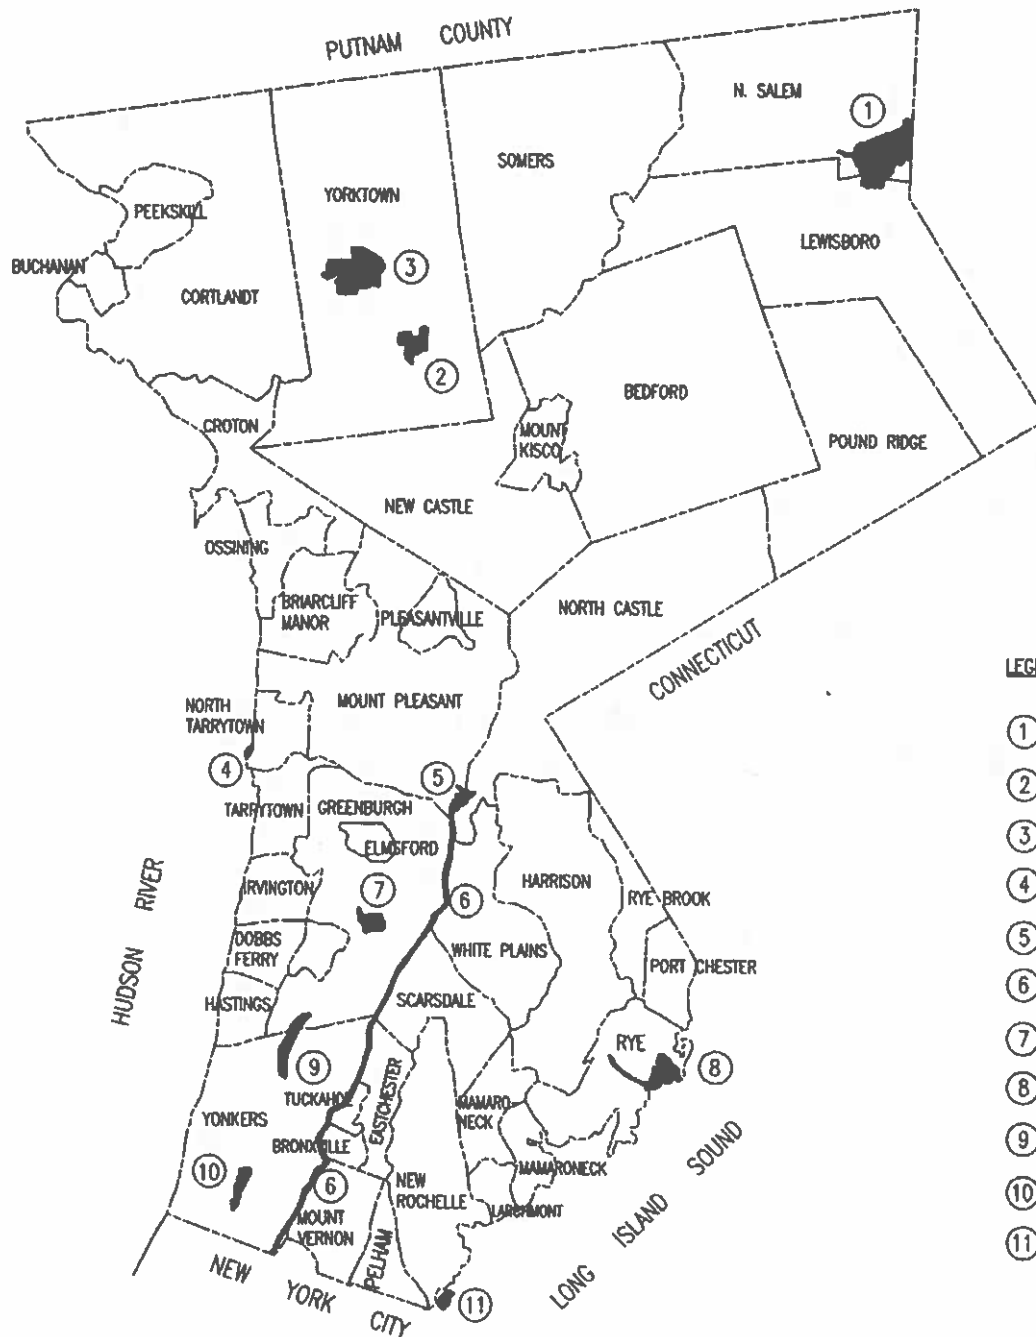 PUTNAM COUNTY
N. SALEM
1
SOMERS
YORKTOWN
PEEKSKILL
LEWISBORO
BUCHANAN
3
CORTLANDT
2
BEDFORD
CROTON
MOUNT
KISCO
POUND RIDGE
NEW CASTLE
OSSINING
BRIARCLIFF
MANOR
PLEASANTVILLE
NORTH CASTLE
CONNECTICUT
MOUNT PLEASANT
NORTH
TARRYTOWN
4
5
TARRYTOWN
GREENBURGH
ELMSFORD
HARRISON
IRVINGTON
7
6
RYE BROOK
HUDSON RIVER
DOBBS
FERRY
WHITE PLAINS
PORT CHESTER
HASTINGS
SCARSDALE
RYE
8
9
TUCKAHOE
EASTCHESTER
MAMARO-
NECK
YONKERS
BRONXVILLE
MAMARONECK
10
6
NEW
ROCHELLE
LARCHMONT
MOUNT
VERNON
PELHAM
LONG ISLAND SOUND
NEW YORK CITY
11
LEG
1
2
3
4
5
6
7
8
9
10
11